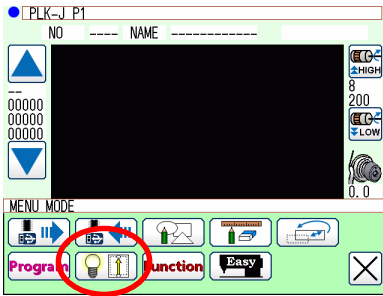 PLK-J P1
NO ---- NAME ------------
HIGH
--
8
00000
200
00000
00000
LOW
0.0
MENU MODE
Program
Function
Easy